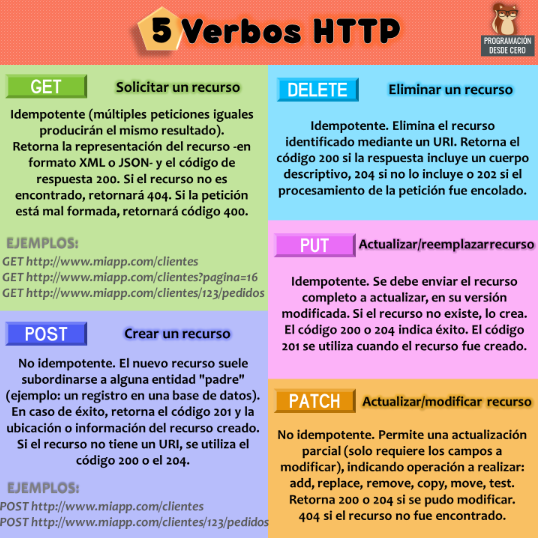 5 Verbos HTTP
PROGRAMACIÓN
DESDE CERO
GET
Solicitar un recurso
Idempotente (múltiples peticiones iguales
producirán el mismo resultado).
Retorna la representación del recurso -en
formato XML o JSON- y el código de
respuesta 200. Si el recurso no es
encontrado, retornará 404. Si la petición
está mal formada, retornará código 400.
EJEMPLOS:
GET http://www.miapp.com/clientes
GET http://www.miapp.com/clientes?pagina=16
GET http://www.miapp.com/clientes/123/pedidos
POST
Crear un recurso
No idempotente. El nuevo recurso suele
subordinarse a alguna entidad "padre"
(ejemplo: un registro en una base de datos).
En caso de éxito, retorna el código 201 y la
ubicación o información del recurso creado.
Si el recurso no tiene un URI, se utiliza el
código 200 o el 204.
EJEMPLOS:
POST http://www.miapp.com/clientes
POST http://www.miapp.com/clientes/123/pedidos
DELETE
Eliminar un recurso
Idempotente. Elimina el recurso
identificado mediante un URI. Retorna el
código 200 si la respuesta incluye un cuerpo
descriptivo, 204 si no lo incluye o 202 si el
procesamiento de la petición fue encolado.
PUT
Actualizar/reemplazar recurso
Idempotente. Se debe enviar el recurso
completo a actualizar, en su versión
modificada. Si el recurso no existe, lo crea.
El código 200 o 204 indica éxito. El código
201 se utiliza cuando el recurso fue creado.
PATCH
Actualizar/modificar recurso
No idempotente. Permite una actualización
parcial (solo requiere los campos a
modificar), indicando operación a realizar:
add, replace, remove, copy, move, test.
Retorna 200 o 204 si se pudo modificar.
404 si el recurso no fue encontrado.